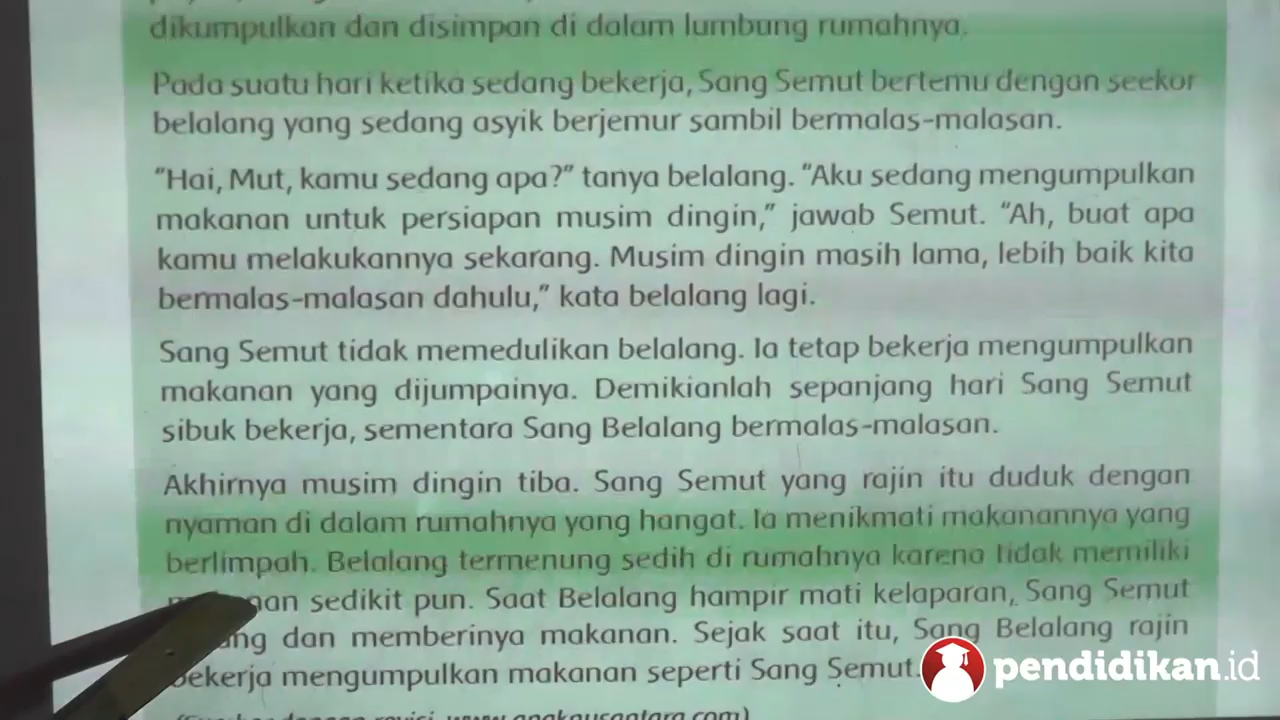 dikumpulkan dan disimpan di dalam lumbung rumahnya.
Pada suatu hari ketika sedang bekerja, Sang Semut bertemu dengan seekor
belalang yang sedang asyik berjemur sambil bermalas-malasan.
“Hai, Mut, kamu sedang apa?” tanya belalang. “Aku sedang mengumpulkan
makanan untuk persiapan musim dingin,” jawab Semut. “Ah, buat apa
kamu melakukannya sekarang. Musim dingin masih lama, lebih baik kita
bermalas-malasan dahulu,” kata belalang lagi.
Sang Semut tidak memedulikan belalang. Ia tetap bekerja mengumpulkan
makanan yang dijumpainya. Demikianlah sepanjang hari Sang Semut
sibuk bekerja, sementara Sang Belalang bermalas-malasan.
Akhirnya musim dingin tiba. Sang Semut yang rajin itu duduk dengan
nyaman di dalam rumahnya yang hangat. Ia menikmati makanannya yang
berlimpah. Belalang termenung sedih di rumahnya karena tidak memiliki
sedikit pun. Saat Belalang hampir mati kelaparan, Sang Semut
dan memberinya makanan. Sejak saat itu, Sang Belalang rajin
bekerja mengumpulkan makanan seperti Sang Semut.
pendidikan.id